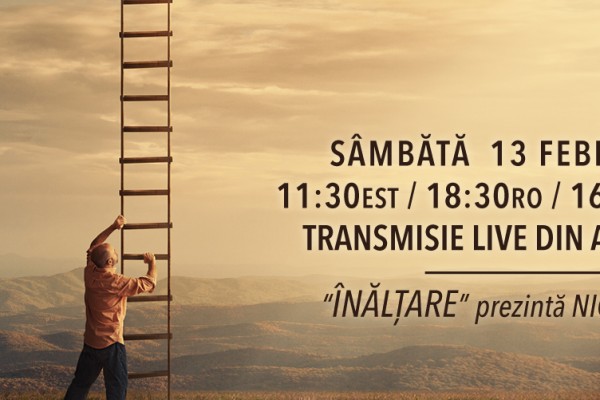 SÂMBĂTĂ 13 FEB
11:30EST / 18:30RO / 16
TRANSMISIE LIVE DIN A
“ÎNĂLȚARE” prezintă NI